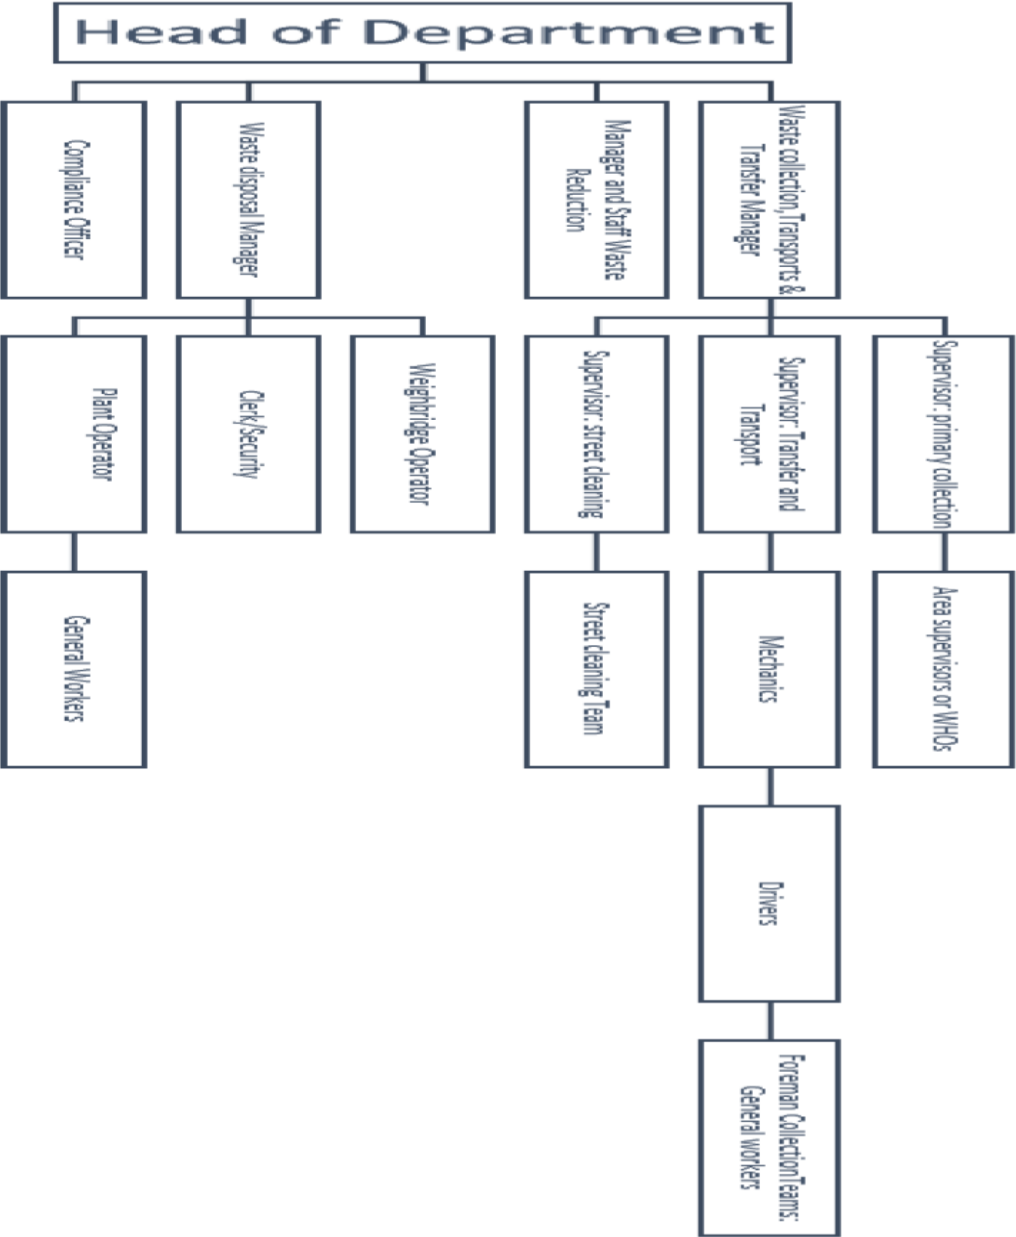 Head of Department
Compliance Officer
Waste disposal Manager
Manager and Staff Waste
Reduction
Waste collection,Transports &
Transfer Manager
Plant Operator
Clerk/Security
Weighbridge Operator
Supervisor: street cleaning
Supervisor: Transfer and
Transport
Supervisor: primary collection
General Workers
Street cleaning Team
Mechanics
Area supervisors or WHOs
Drivers
Foreman CollectionTeams:
General workers